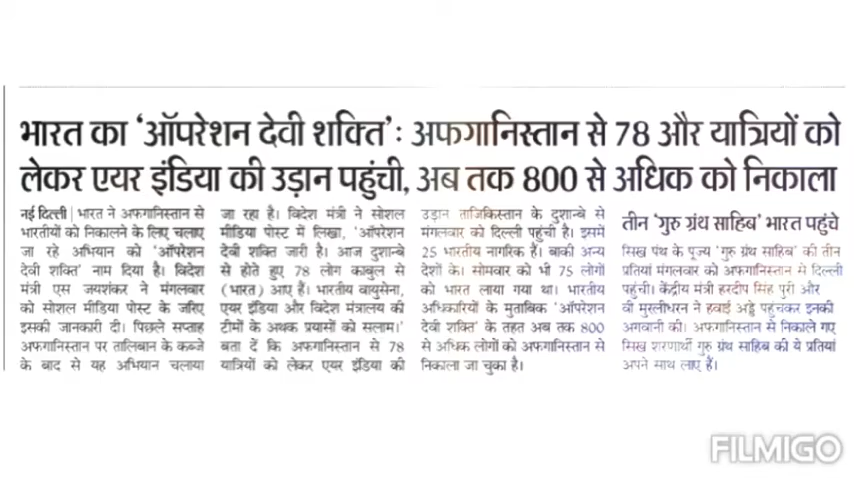 भारत का 'ऑपरेशन देवी शक्ति': अफगानिस्तान से 78 और यात्रियों को
लेकर एयर इंडिया की उड़ान पहुंची, अब तक 800 से अधिक को निकाला
नई दिल्ली | भारत ने अफगानिस्तान से
भारतीयों को निकालने के लिए चलाए
जा रहे अभियान को 'ऑपरेशन
देवी शक्ति' नाम दिया है। विदेश
मंत्री एस जयशंकर ने मंगलवार
को सोशल मीडिया पोस्ट के जरिए
इसकी जानकारी दी। पिछले सप्ताह
अफगानिस्तान पर तालिबान के कब्जे
के बाद से यह अभियान चलाया
जा रहा है। विदेश मंत्री ने सोशल
मीडिया पोस्ट में लिखा, 'ऑपरेशन
देवी शक्ति जारी है। आज दुशाम्बे
से होते हुए 78 लोग काबुल से
(भारत) आए हैं। भारतीय वायुसेना,
एयर इंडिया और विदेश मंत्रालय की
टीमों के अथक प्रयासों को सलाम।'
बता दें कि अफगानिस्तान से 78
यात्रियों को लेकर एयर इंडिया की
उड़ान ताजिकिस्तान के दुशाम्बे से
मंगलवार को दिल्ली पहुंची है। इसमें
25 भारतीय नागरिक हैं। बाकी अन्य
देशों के। सोमवार को भी 75 लोगों
को भारत लाया गया था। भारतीय
अधिकारियों के मुताबिक 'ऑपरेशन
देवी शक्ति' के तहत अब तक 800
से अधिक लोगों को अफगानिस्तान से
निकाला जा चुका है।
तीन 'गुरु ग्रंथ साहिब' भारत पहुंचे
सिख पंथ के पूज्य 'गुरु ग्रंथ साहिब' की तीन
प्रतियां मंगलवार को अफगानिस्तान से दिल्ली
पहुंची। केंद्रीय मंत्री हरदीप सिंह पुरी और
वी मुरलीधरन ने हवाई अड्डे पहुंचकर इनकी
अगवानी की। अफगानिस्तान से निकाले गए
सिख शरणार्थी गुरु ग्रंथ साहिब की ये प्रतियां
अपने साथ लाए हैं।
FILMIGO